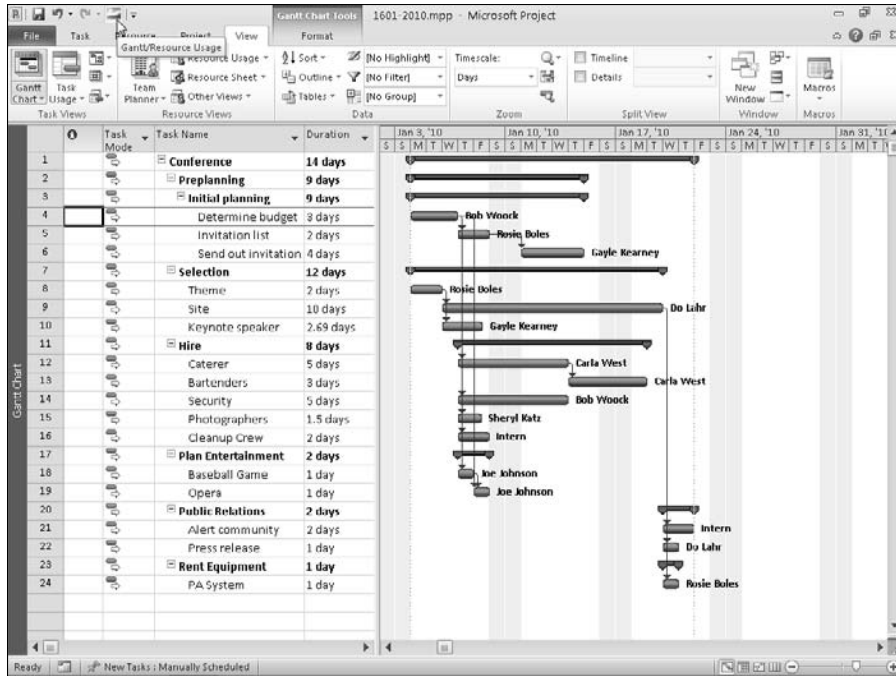 Gantt Chart Tools 1601-2010.mpp - Microsoft Project
File Task Resource Project View Format
Gantt/Resource Usage
Gantt Chart
Task Usage
Team Planner
Resource Usage
Resource Sheet
Other Views
Sort
Outline
Tables
[No Highlight]
[No Filter]
[No Group]
Timescale:
Days
Timeline
Details
New Window
Macros
Task Views Resource Views Data Zoom Split View Window Macros
Task Mode Task Name Duration
Jan 3, '10 Jan 10, '10 Jan 17, '10 Jan 24, '10 Jan 31, '10
S S M T W T F S S M T W T F S S M T W T F S S M T W T F S S M T W
1 Conference 14 days
2 Preplanning 9 days
3 Initial planning 9 days
4 Determine budget 3 days Bob Woock
5 Invitation list 2 days Rosie Boles
6 Send out invitation 4 days Gayle Kearney
7 Selection 12 days
8 Theme 2 days Rosie Boles
9 Site 10 days Do Lahr
10 Keynote speaker 2.69 days Gayle Kearney
11 Hire 8 days
12 Caterer 5 days Carla West
13 Bartenders 3 days Carla West
14 Security 5 days Bob Woock
15 Photographers 1.5 days Sheryl Katz
16 Cleanup Crew 2 days Intern
17 Plan Entertainment 2 days
18 Baseball Game 1 day Joe Johnson
19 Opera 1 day Joe Johnson
20 Public Relations 2 days
21 Alert community 2 days Intern
22 Press release 1 day Do Lahr
23 Rent Equipment 1 day
24 PA System 1 day Rosie Boles
Gantt Chart
Ready New Tasks : Manually Scheduled